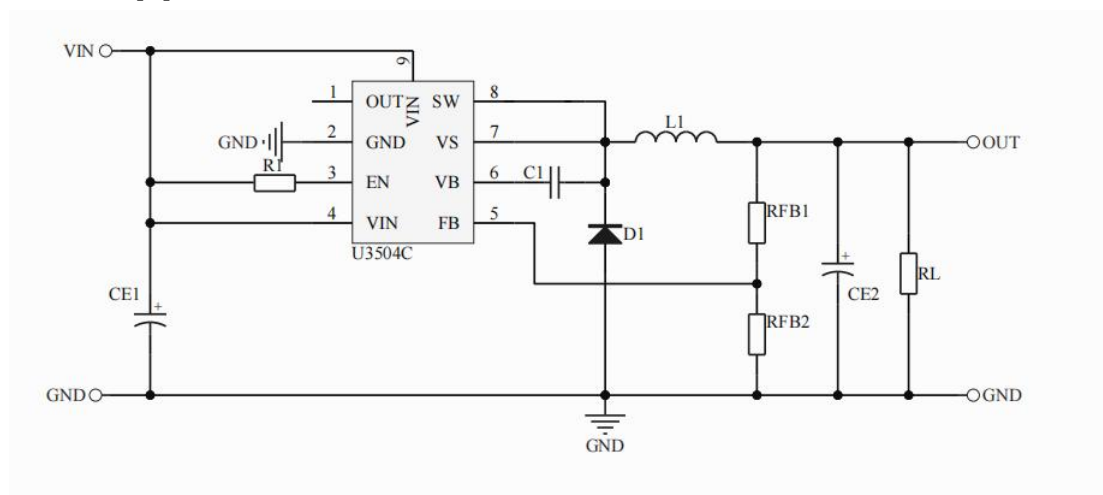 VIN
9
1 OUT VIN SW 8
L1
GND 2 GND VS 7 OUT
R1 3 EN VB 6 C1
4 VIN FB 5
RFB1
D1
U3504C
CE1 + + CE2 RL
RFB2
GND GND
GND